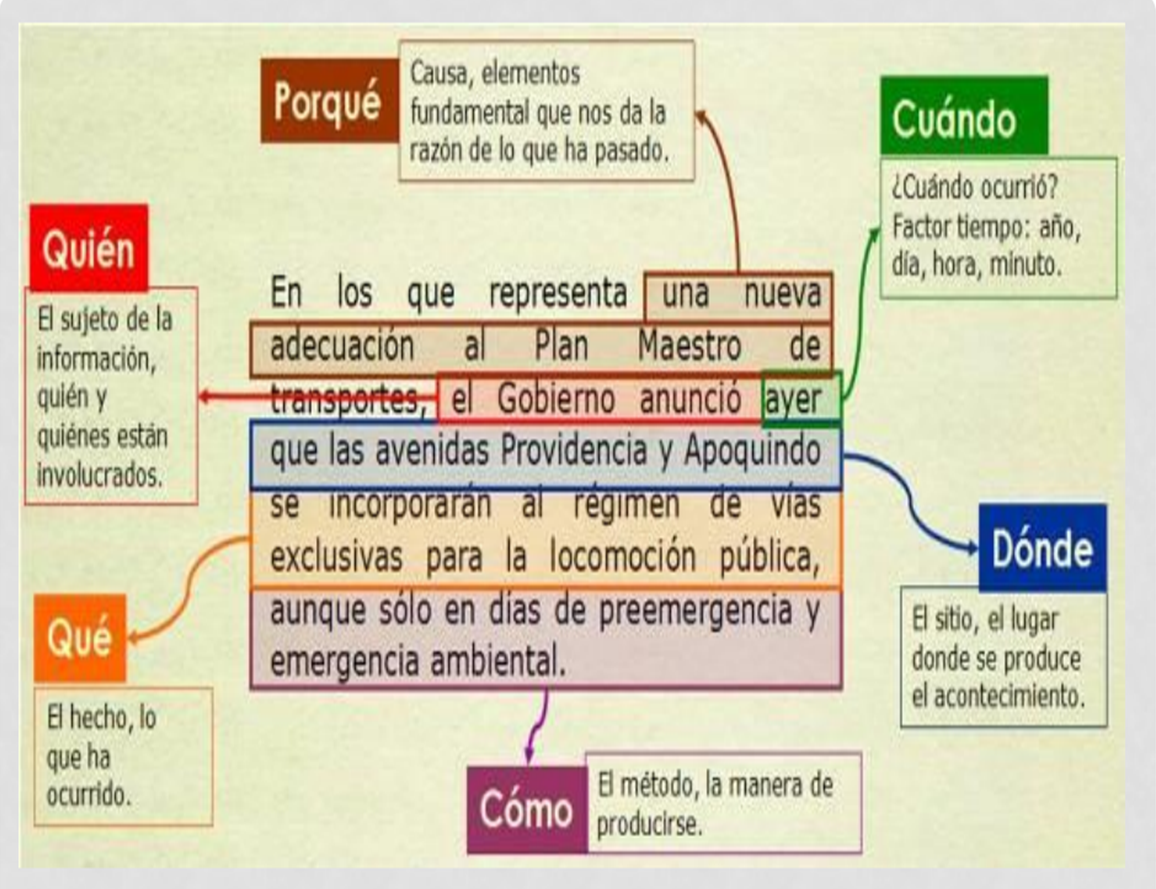 Porqué
Causa, elementos
fundamental que nos da la
razón de lo que ha pasado.
Cuándo
¿Cuándo ocurrió?
Factor tiempo: año,
día, hora, minuto.
Quién
El sujeto de la
información,
quién y
quiénes están
involucrados.
En los que representa una nueva
adecuación al Plan Maestro de
transportes, el Gobierno anunció ayer
que las avenidas Providencia y Apoquindo
se incorporarán al régimen de vías
exclusivas para la locomoción pública,
aunque sólo en días de preemergencia y
emergencia ambiental.
Dónde
El sitio, el lugar
donde se produce
el acontecimiento.
Qué
El hecho, lo
que ha
ocurrido.
Cómo
El método, la manera de
producirse.